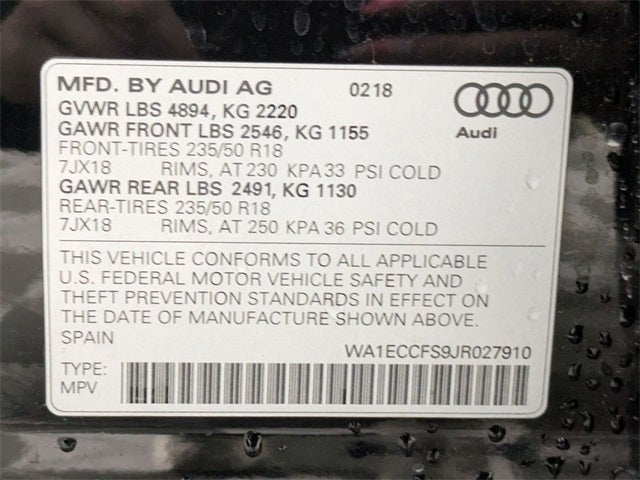 MFD. BY AUDI AG 0218
GVWR LBS 4894, KG 2220
GAWR FRONT LBS 2546, KG 1155 Audi
FRONT-TIRES 235/50 R18
7JX18 RIMS, AT 230 KPA 33 PSI COLD
GAWR REAR LBS 2491, KG 1130
REAR-TIRES 235/50 R18
7JX18 RIMS, AT 250 KPA 36 PSI COLD
THIS VEHICLE CONFORMS TO ALL APPLICABLE
U.S. FEDERAL MOTOR VEHICLE SAFETY AND
THEFT PREVENTION STANDARDS IN EFFECT ON
THE DATE OF MANUFACTURE SHOWN ABOVE.
SPAIN
WA1ECCFS9JR027910
TYPE:
MPV